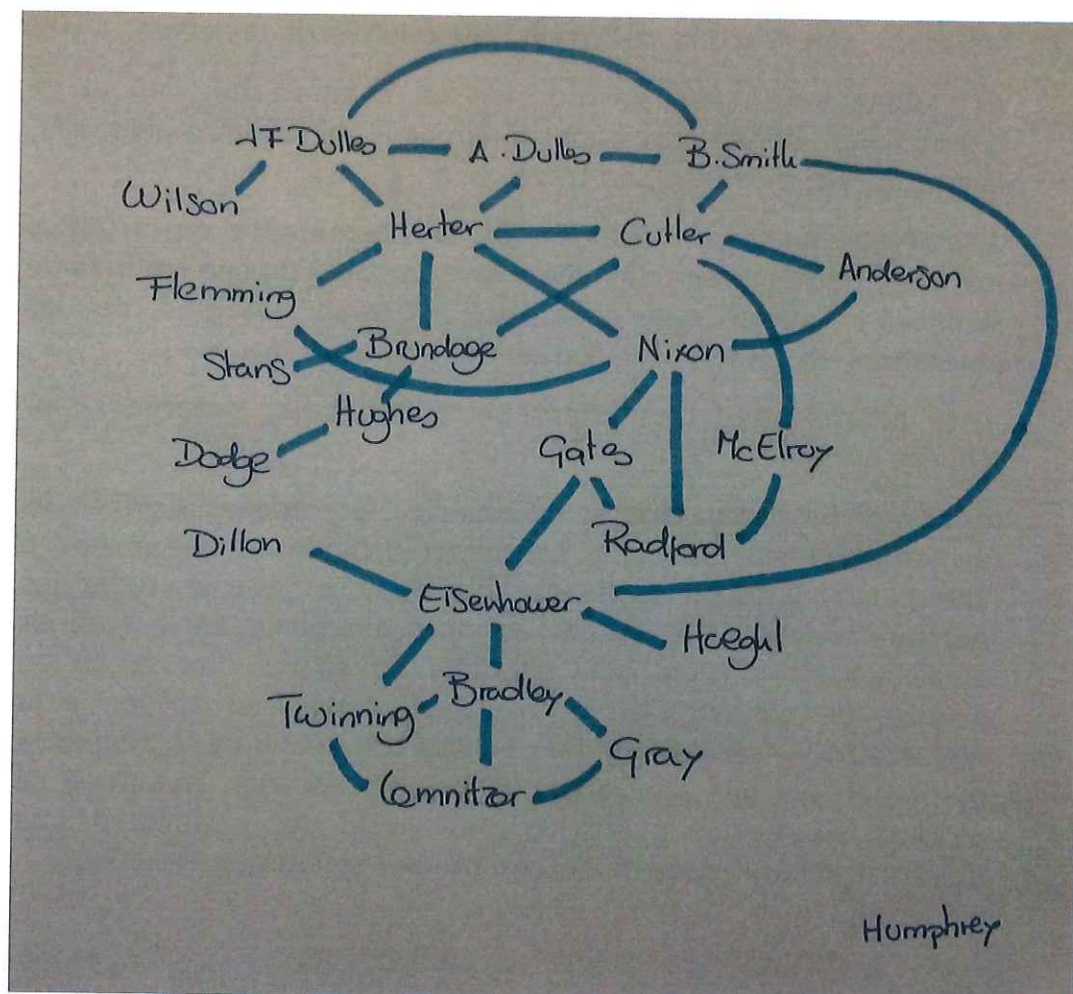 JF Dulles A. Dulles B. Smith
Wilson
Herter Cutler
Flemming Anderson
Stans Brundage Nixon
Hughes
Dodge Gates McElroy
Dillon Radford
Eisenhower
Hoeghl
Twinning Bradley
Gray
Lemnitzer
Humphrey